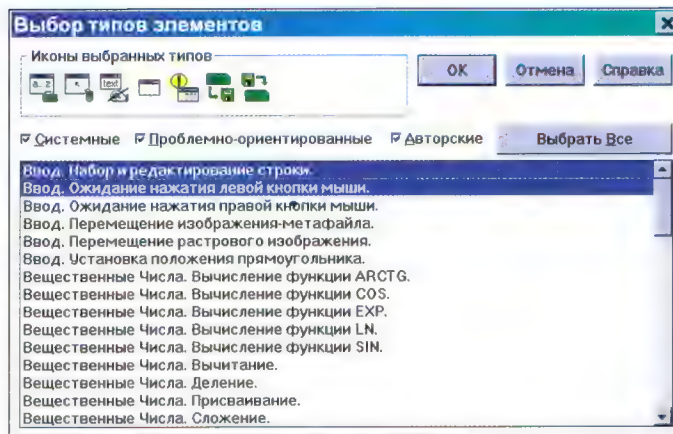 Выбор типов элементов
Иконы выбранных типов
a..z
text
ОК
Отмена
Справка
Системные
Проблемно-ориентированные
Авторские
Выбрать Все
Ввод. Набор и редактирование строки.
Ввод. Ожидание нажатия левой кнопки мыши.
Ввод. Ожидание нажатия правой кнопки мыши.
Ввод. Перемещение изображения-метафайла.
Ввод. Перемещение растрового изображения.
Ввод. Установка положения прямоугольника.
Вещественные Числа. Вычисление функции ARCTG.
Вещественные Числа. Вычисление функции COS.
Вещественные Числа. Вычисление функции EXP.
Вещественные Числа. Вычисление функции LN.
Вещественные Числа. Вычисление функции SIN.
Вещественные Числа. Вычитание.
Вещественные Числа. Деление.
Вещественные Числа. Присваивание.
Вещественные Числа. Сложение.